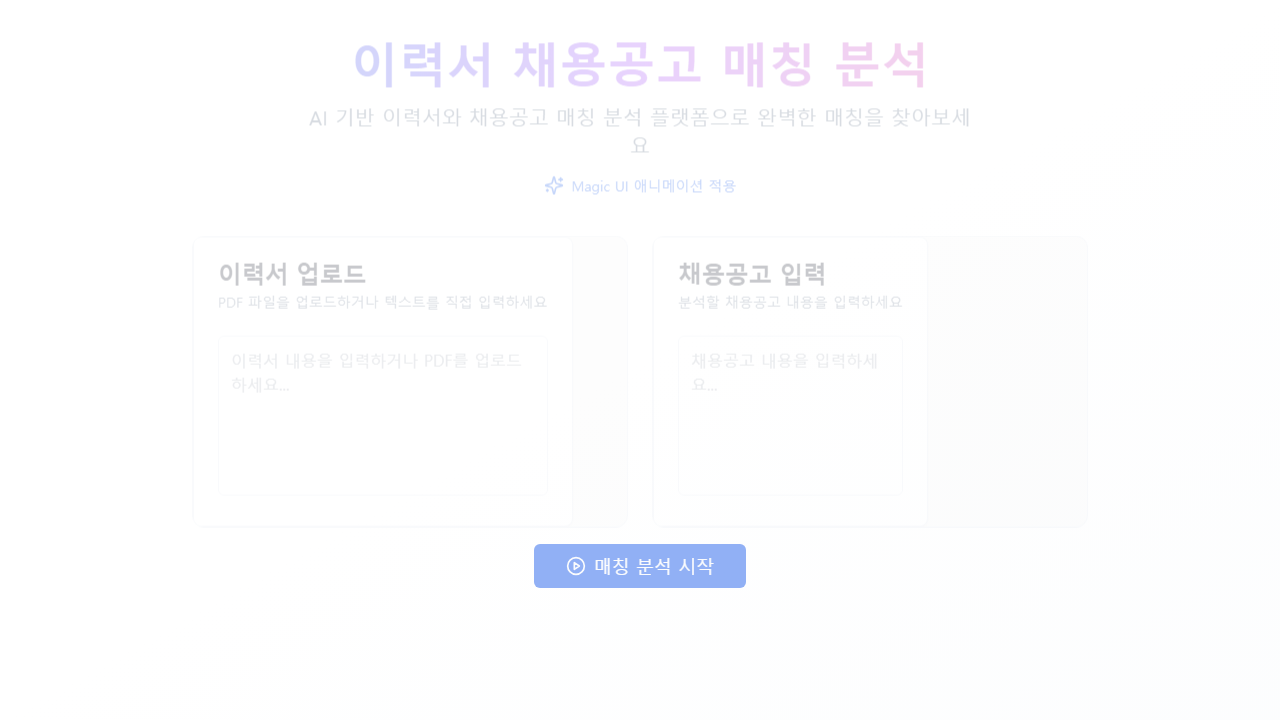 이력서 채용공고 매칭 분석
AI 기반 이력서와 채용공고 매칭 분석 플랫폼으로 완벽한 매칭을 찾아보세
요
Magic UI 애니메이션 적용
이력서 업로드
PDF 파일을 업로드하거나 텍스트를 직접 입력하세요
이력서 내용을 입력하거나 PDF를 업로드
하세요...
채용공고 입력
분석할 채용공고 내용을 입력하세요
채용공고 내용을 입력하세
요...
매칭 분석 시작